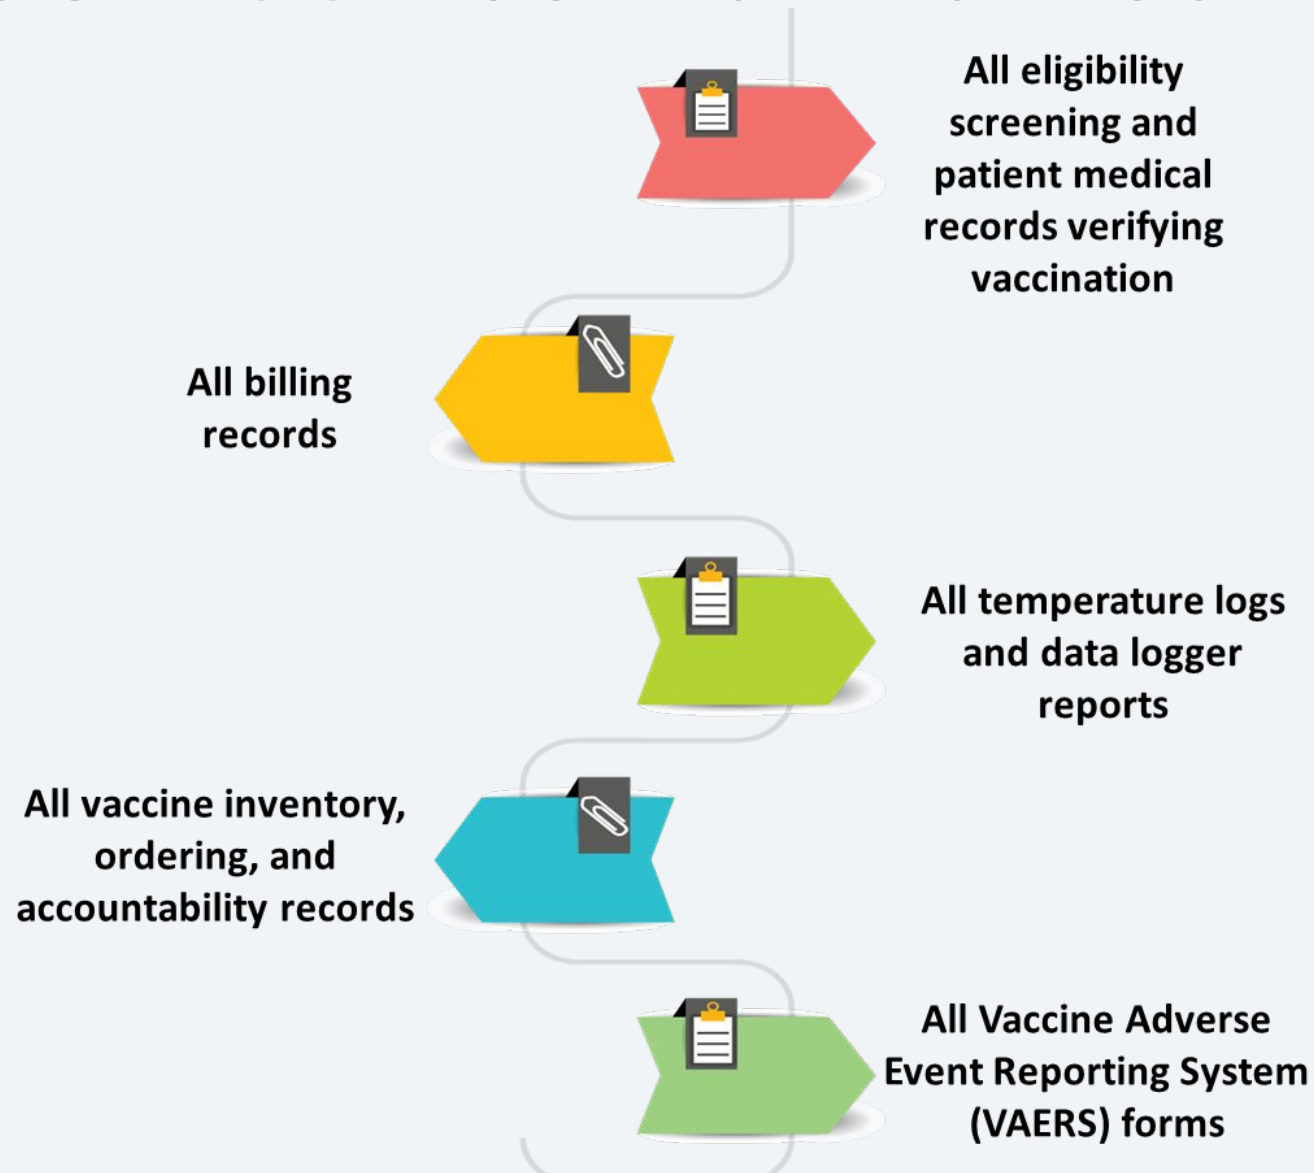 All eligibility
screening and
patient medical
records verifying
vaccination
All billing
records
All temperature logs
and data logger
reports
All vaccine inventory,
ordering, and
accountability records
All Vaccine Adverse
Event Reporting System
(VAERS) forms